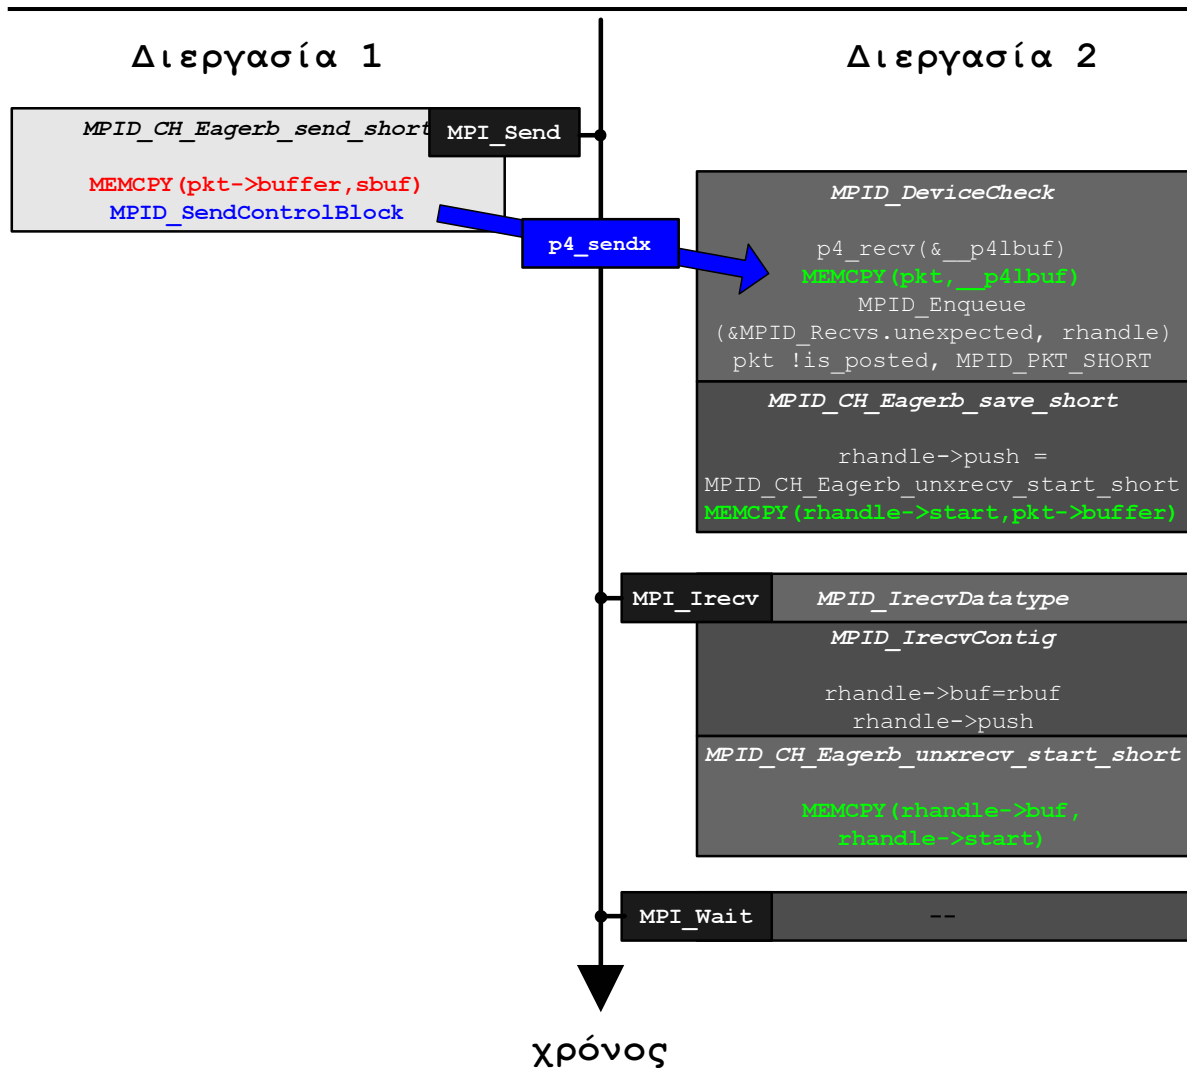 Διεργασία 1
Διεργασία 2
MPID_CH_Eagerb_send_short
MPI_Send
MEMCPY(pkt->buffer,sbuf)
MPID_SendControlBlock
p4_sendx
MPID_DeviceCheck
p4_recv(&__p4lbuf)
MEMCPY(pkt,__p4lbuf)
MPID_Enqueue
(&MPID_Recvs.unexpected, rhandle)
pkt !is_posted, MPID_PKT_SHORT
MPID_CH_Eagerb_save_short
rhandle->push =
MPID_CH_Eagerb_unxrecv_start_short
MEMCPY(rhandle->start,pkt->buffer)
MPI_Irecv
MPID_IrecvDatatype
MPID_IrecvContig
rhandle->buf=rbuf
rhandle->push
MPID_CH_Eagerb_unxrecv_start_short
MEMCPY(rhandle->buf,
rhandle->start)
MPI_Wait
--
χρόνος